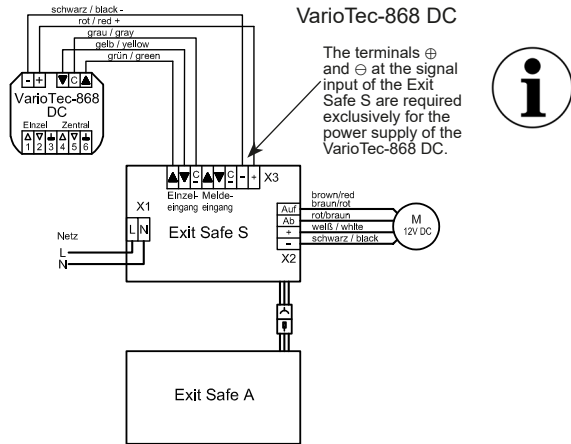 VarioTec-868 DC
schwarz / black -
rot / red +
grau / gray
gelb / yellow
grün / green
The terminals ⊕
and ⊖ at the signal
input of the Exit
Safe S are required
exclusively for the
power supply of the
VarioTec-868 DC.
i
- + ▼ C ▲
VarioTec-868
DC
Einzel Zentral
1 2 3 4 5 6
▲ ▼ C - ▲ ▼ C - - + X3
Einzel- Melde-
eingang eingang
X1
L N
Exit Safe S
Netz
L
N
Auf
Ab
+
-
X2
brown/red
braun/rot
rot/braun
weiß / white
schwarz / black
M
12V DC
Exit Safe A